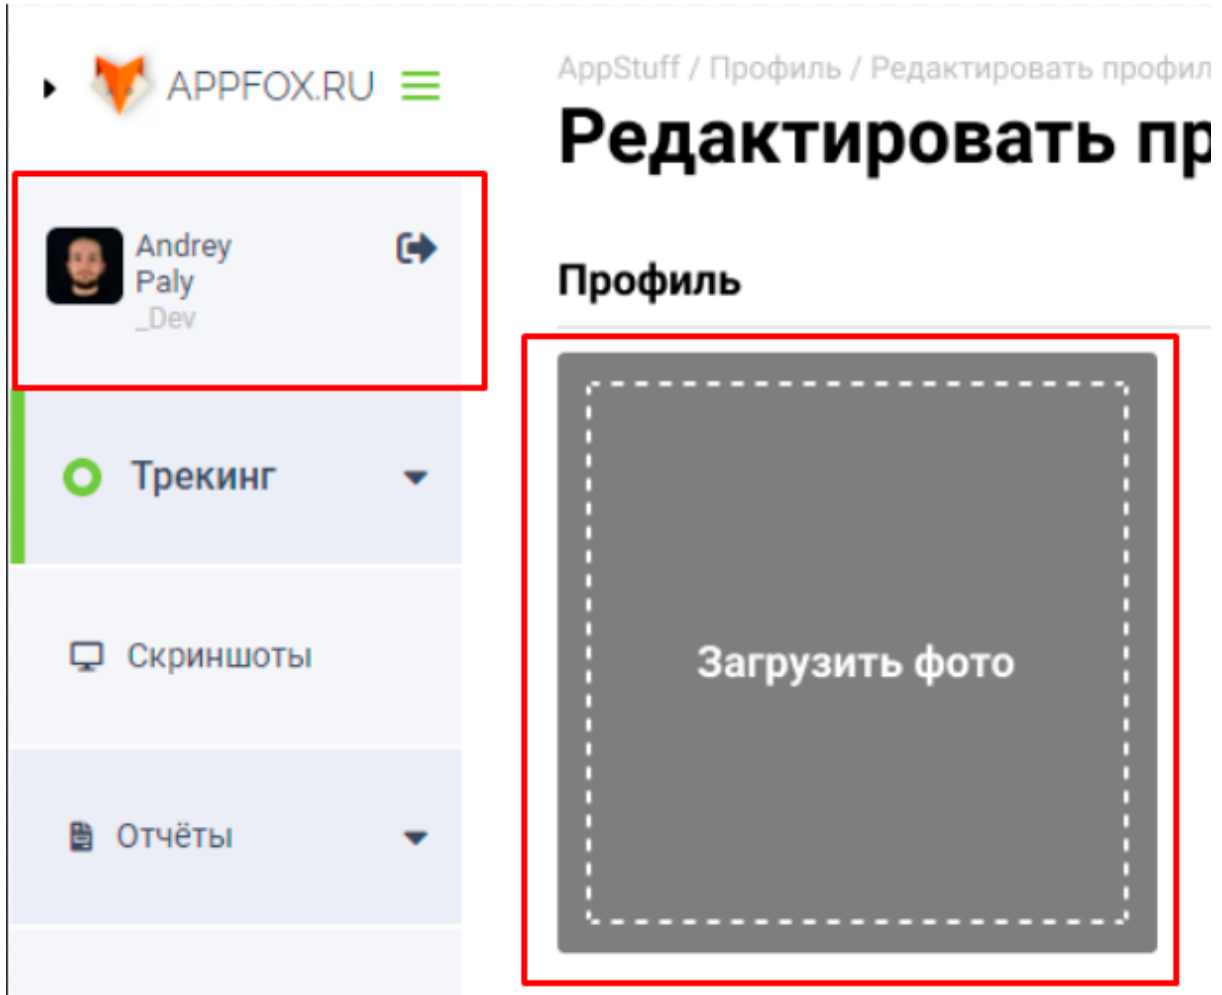 APPFOX.RU
AppStuff / Профиль / Редактировать профил
Редактировать пр
Andrey
Paly
_Dev
Профиль
Трекинг
Скриншоты
Отчёты
Загрузить фото